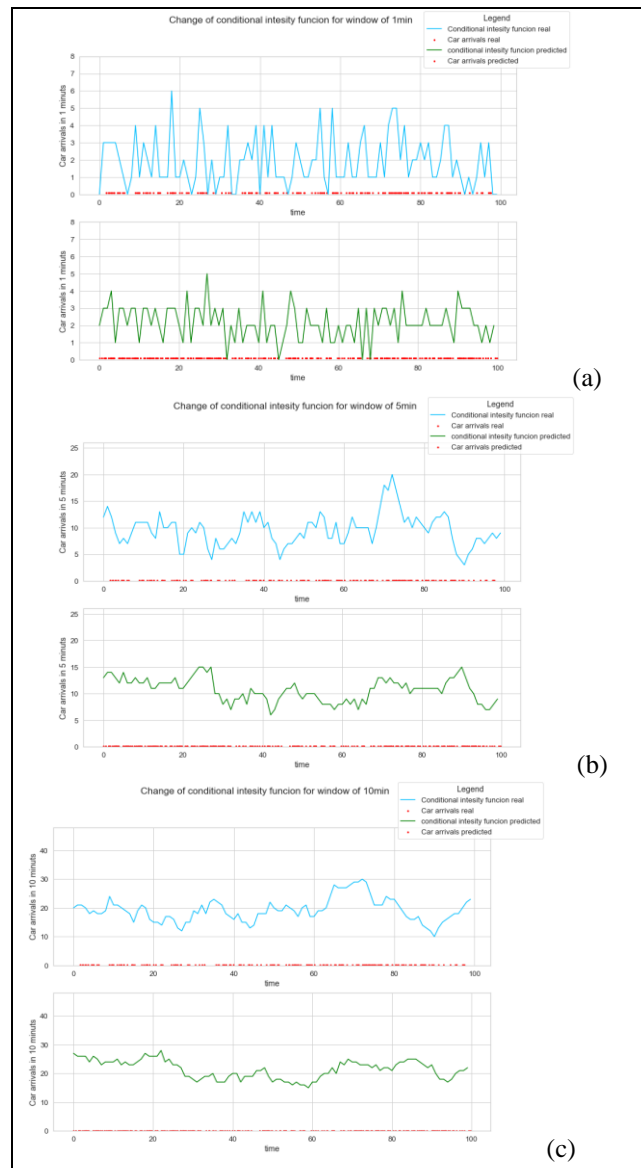 Change of conditional intesity funcion for window of 1min
Legend
Conditional intesity funcion real
Car arrivals real
conditional intesity funcion predicted
Car arrivals predicted
Car arrivals in 1 minuts
8
7
6
5
4
3
2
1
0
0 20 40 60 80 100
time
Car arrivals in 1 minuts
8
7
6
5
4
3
2
1
0
0 20 40 60 80 100
time
(a)
Change of conditional intesity funcion for window of 5min
Legend
Conditional intesity funcion real
Car arrivals real
conditional intesity funcion predicted
Car arrivals predicted
Car arrivals in 5 minuts
25
20
15
10
5
0
0 20 40 60 80 100
time
Car arrivals in 5 minuts
25
20
15
10
5
0
0 20 40 60 80 100
time
(b)
Change of conditional intesity funcion for window of 10min
Legend
Conditional intesity funcion real
Car arrivals real
conditional intesity funcion predicted
Car arrivals predicted
Car arrivals in 10 minuts
40
30
20
10
0
0 20 40 60 80 100
time
Car arrivals in 10 minuts
40
30
20
10
0
0 20 40 60 80 100
time
(c)